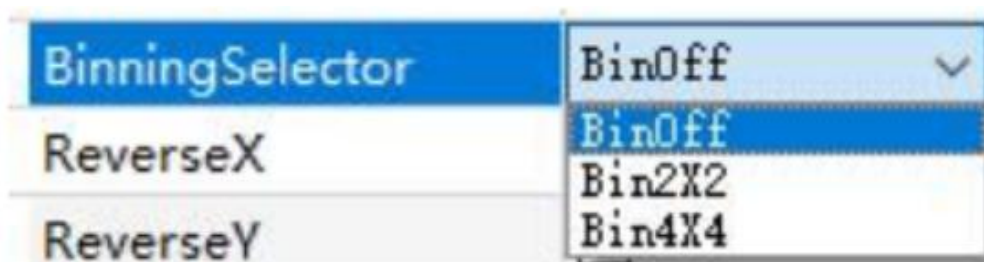 BinningSelector BinOff
BinOff
ReverseX
Bin2X2
ReverseY Bin4X4